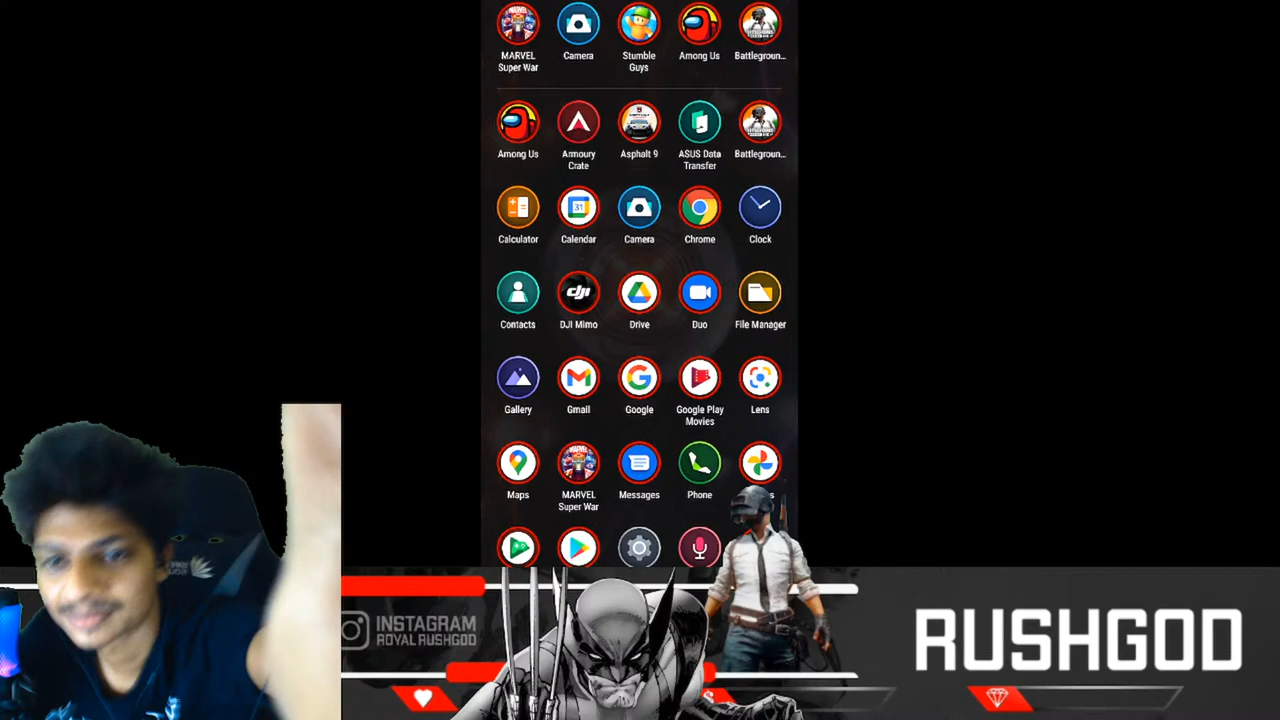 MARVEL
Super War
Camera
Stumble
Guys
Among Us
Battlegroun...
Among Us
Armoury
Crate
Asphalt 9
ASUS Data
Transfer
Battlegroun...
Calculator
31
Calendar
Camera
Chrome
Clock
Contacts
dji
DJI Mimo
Drive
Duo
File Manager
Gallery
Gmail
Google
Google Play
Movies
Lens
Maps
MARVEL
Super War
Messages
Phone
INSTAGRAM
ROYAL RUSHGOD
RUSHGOD